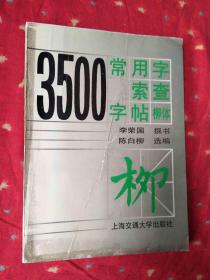 3500
常用字
索查
字帖 柳体
李荣国 撰书
陈白柳 选编
柳
上海交通大学出版社